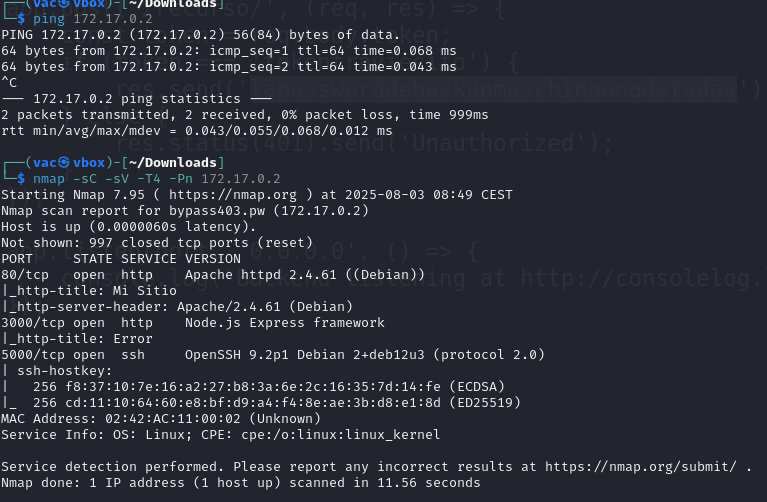 (vac㉿vbox)-[~/Downloads]
urso/', (req, res) => {
$ ping 172.17.0.2
PING 172.17.0.2 (172.17.0.2) 56(84) bytes of data.
64 bytes from 172.17.0.2: icmp_seq=1 ttl=64 time=0.068 ms
64 bytes from 172.17.0.2: icmp_seq=2 ttl=64 time=0.043 ms
^C
res.send('lapassworddebackupmaschingonadetodas')
--- 172.17.0.2 ping statistics ---
2 packets transmitted, 2 received, 0% packet loss, time 999ms
rtt min/avg/max/mdev = 0.043/0.055/0.068/0.012 ms
res.status(401).send('Unauthorized');
(vac㉿vbox)-[~/Downloads]
$ nmap -sC -sV -T4 -Pn 172.17.0.2
Starting Nmap 7.95 ( https://nmap.org ) at 2025-08-03 08:49 CEST
Nmap scan report for bypass403.pw (172.17.0.2)
Host is up (0.0000060s latency).
Not shown: 997 closed tcp ports (reset)
PORT     STATE SERVICE VERSION
80/tcp   open  http    Apache httpd 2.4.61 ((Debian))
|_http-title: Mi Sitio
|_http-server-header: Apache/2.4.61 (Debian)
3000/tcp open  http    Node.js Express framework
|_http-title: Error
5000/tcp open  ssh     OpenSSH 9.2p1 Debian 2+deb12u3 (protocol 2.0)
| ssh-hostkey:
|   256 f8:37:10:7e:16:a2:27:b8:3a:6e:2c:16:35:7d:14:fe (ECDSA)
|_  256 cd:11:10:64:60:e8:bf:d9:a4:f4:8e:ae:3b:d8:e1:8d (ED25519)
MAC Address: 02:42:AC:11:00:02 (Unknown)
Service Info: OS: Linux; CPE: cpe:/o:linux:linux_kernel
Service detection performed. Please report any incorrect results at https://nmap.org/submit/ .
Nmap done: 1 IP address (1 host up) scanned in 11.56 seconds